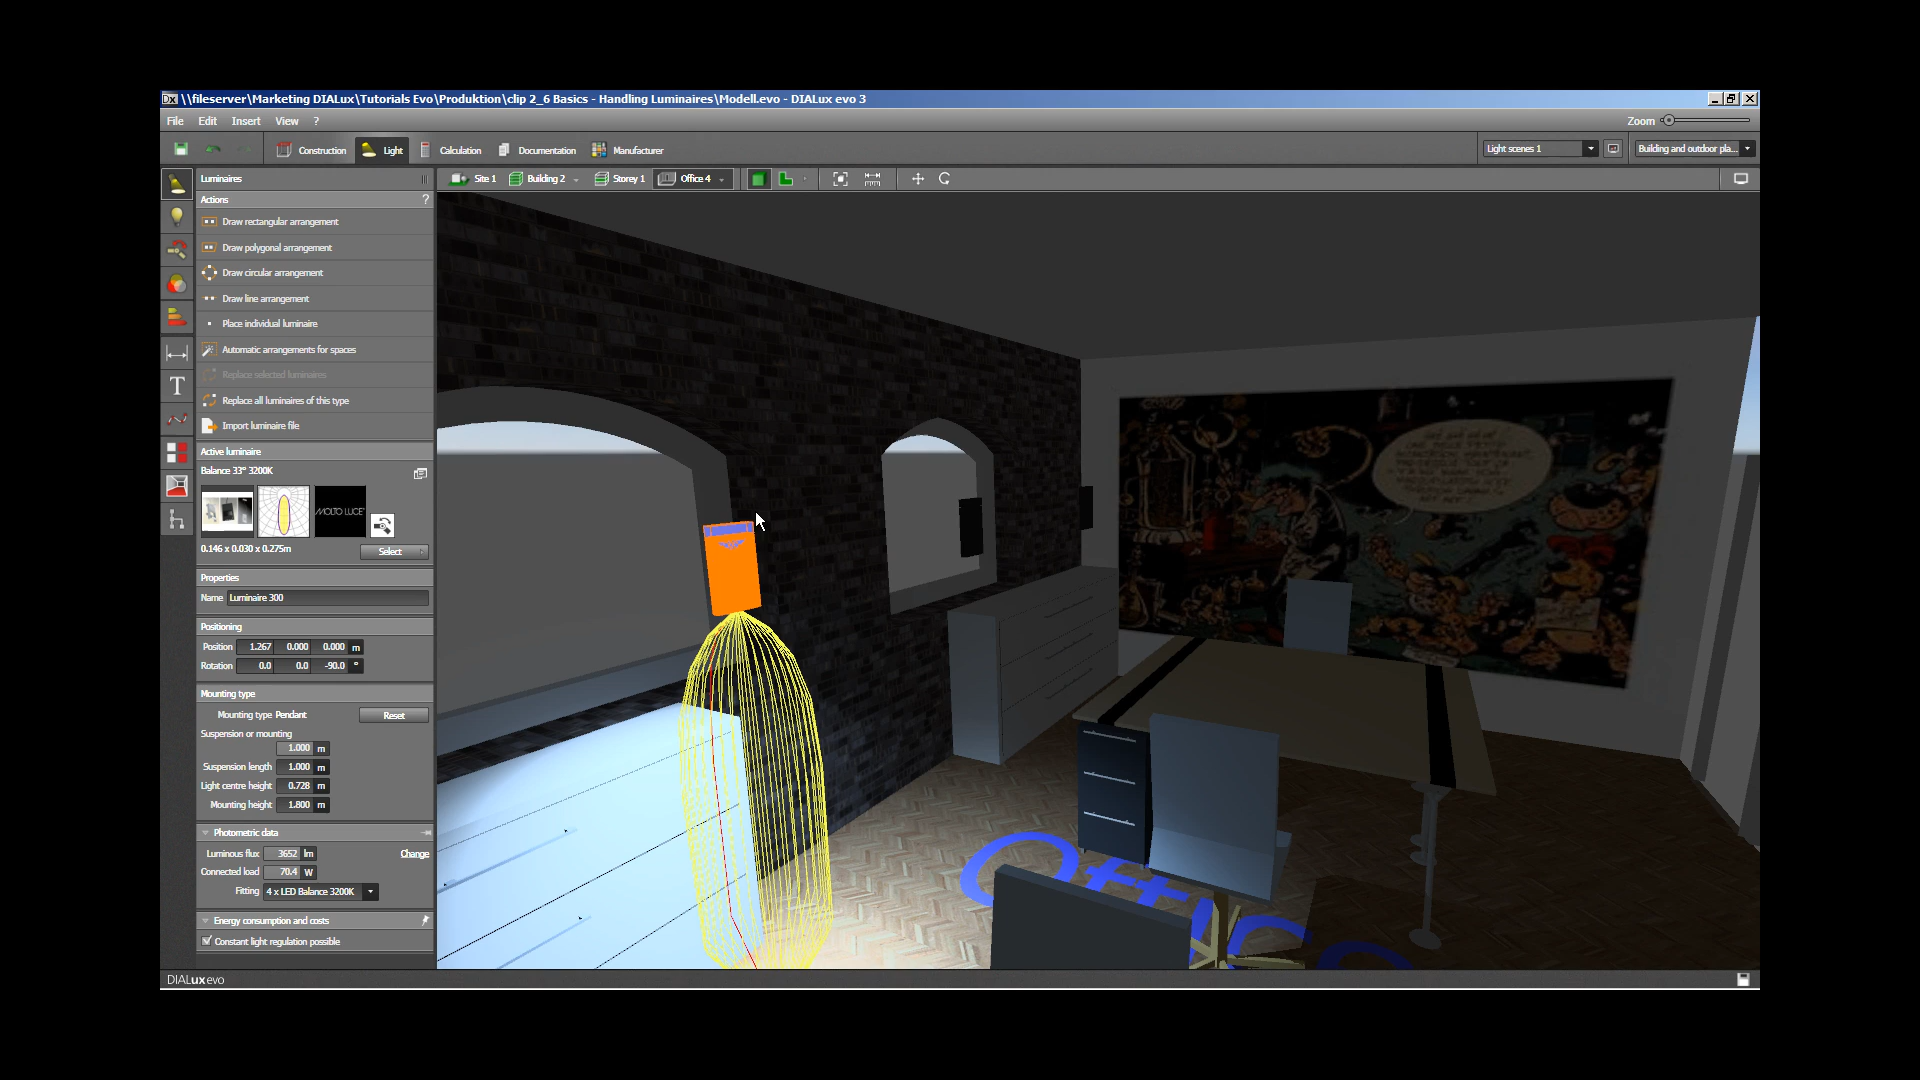 \\fileserver\Marketing DIALux\Tutorials Evo\Produktion\clip 2_6 Basics - Handling Luminaires\Modell.evo - DIALux evo 3
File Edit Insert View ? Zoom
Construction Light Calculation Documentation Manufacturer Light scenes 1 Building and outdoor pla...
Luminaires Site 1 Building 2 Storey 1 Office 4
Actions ?
Draw rectangular arrangement
Draw polygonal arrangement
Draw circular arrangement
Draw line arrangement
Place individual luminaire
Automatic arrangements for spaces
Replace selected luminaires
Replace all luminaires of this type
Import luminaire file
Active luminaire
Balance 33° 3200K
MOLTO LUCE
0.146 x 0.030 x 0.275m Select
Properties
Name Luminaire 300
Positioning
Position 1.267 0.000 0.000 m
Rotation 0.0 0.0 -90.0 °
Mounting type
Mounting type Pendant Reset
Suspension or mounting
1.000 m
Suspension length 1.000 m
Light centre height 0.728 m
Mounting height 1.800 m
Photometric data
Luminous flux 3652 lm Change
Connected load 70.4 W
Fitting 4 x LED Balance 3200K
Energy consumption and costs
Constant light regulation possible
Office
DIALux evo